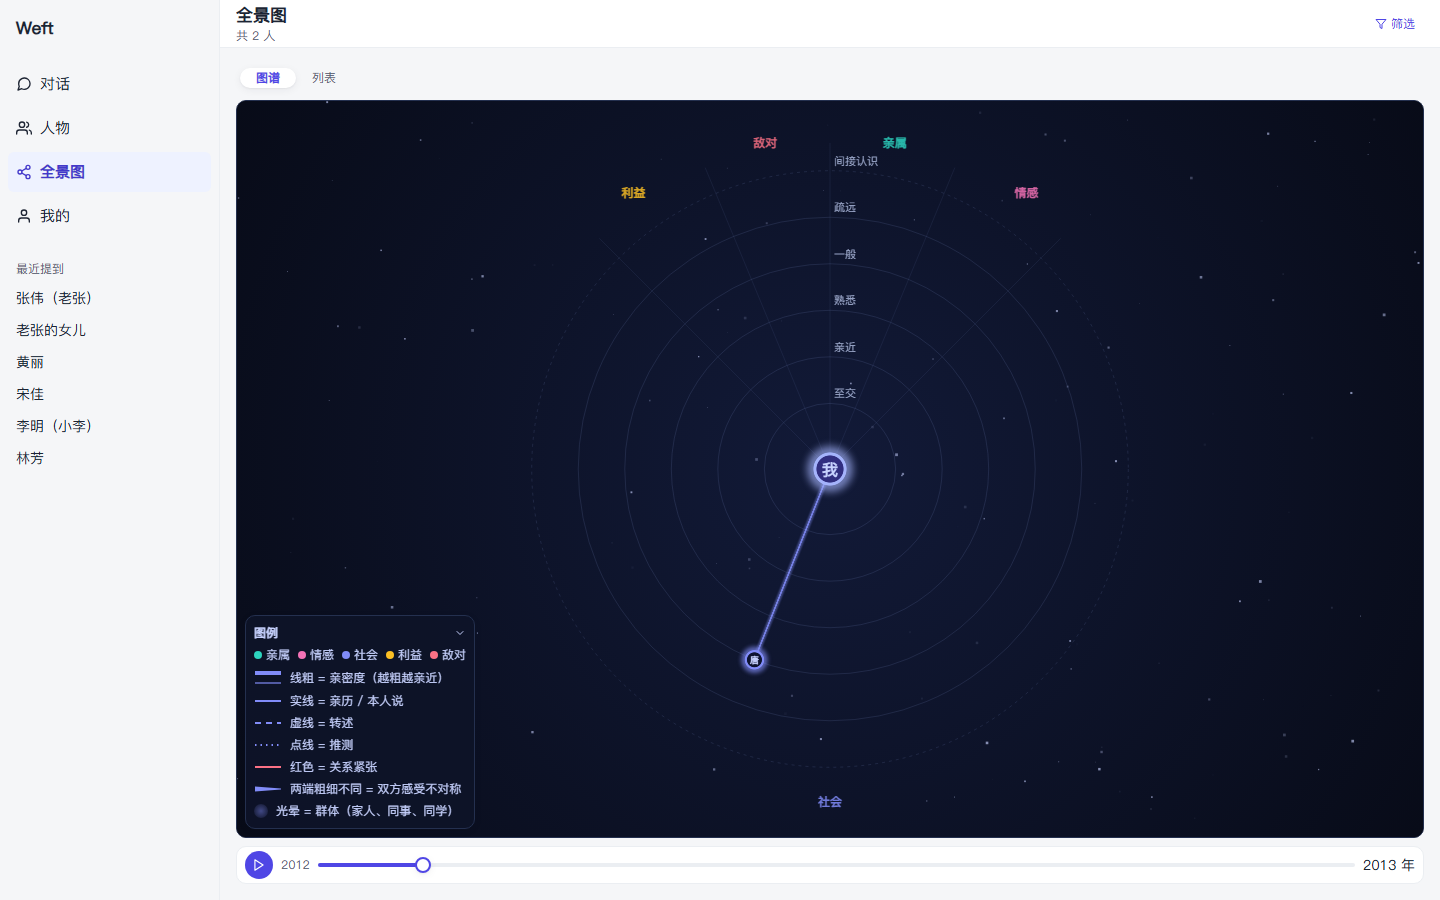 Weft
对话
人物
全景图
我的
最近提到
张伟（老张）
老张的女儿
黄丽
宋佳
李明（小李）
林芳
全景图
共 2 人
筛选
图谱
列表
敌对
亲属
利益
情感
间接认识
疏远
一般
熟悉
亲近
至交
我
唐
社会
图例
亲属 情感 社会 利益 敌对
线粗 = 亲密度（越粗越亲近）
实线 = 亲历 / 本人说
虚线 = 转述
点线 = 推测
红色 = 关系紧张
两端粗细不同 = 双方感受不对称
光晕 = 群体（家人、同事、同学）
2012
2013 年